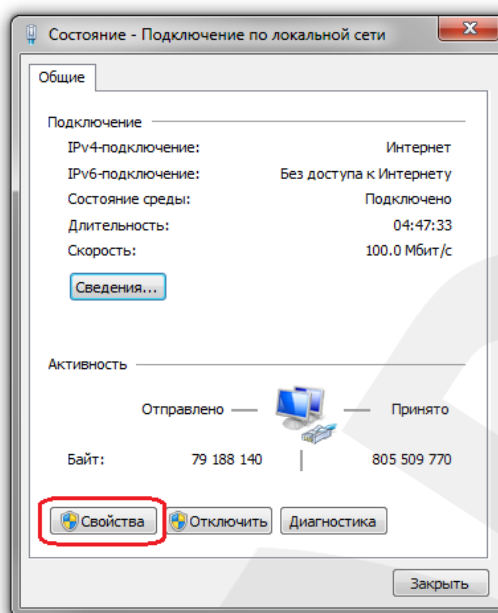 Состояние - Подключение по локальной сети
x
Общие
Подключение
IPv4-подключение: Интернет
IPv6-подключение: Без доступа к Интернету
Состояние среды: Подключено
Длительность: 04:47:33
Скорость: 100.0 Мбит/с
Сведения...
Активность
Отправлено — — Принято
Байт: 79 188 140 | 805 509 770
Свойства Отключить Диагностика
Закрыть